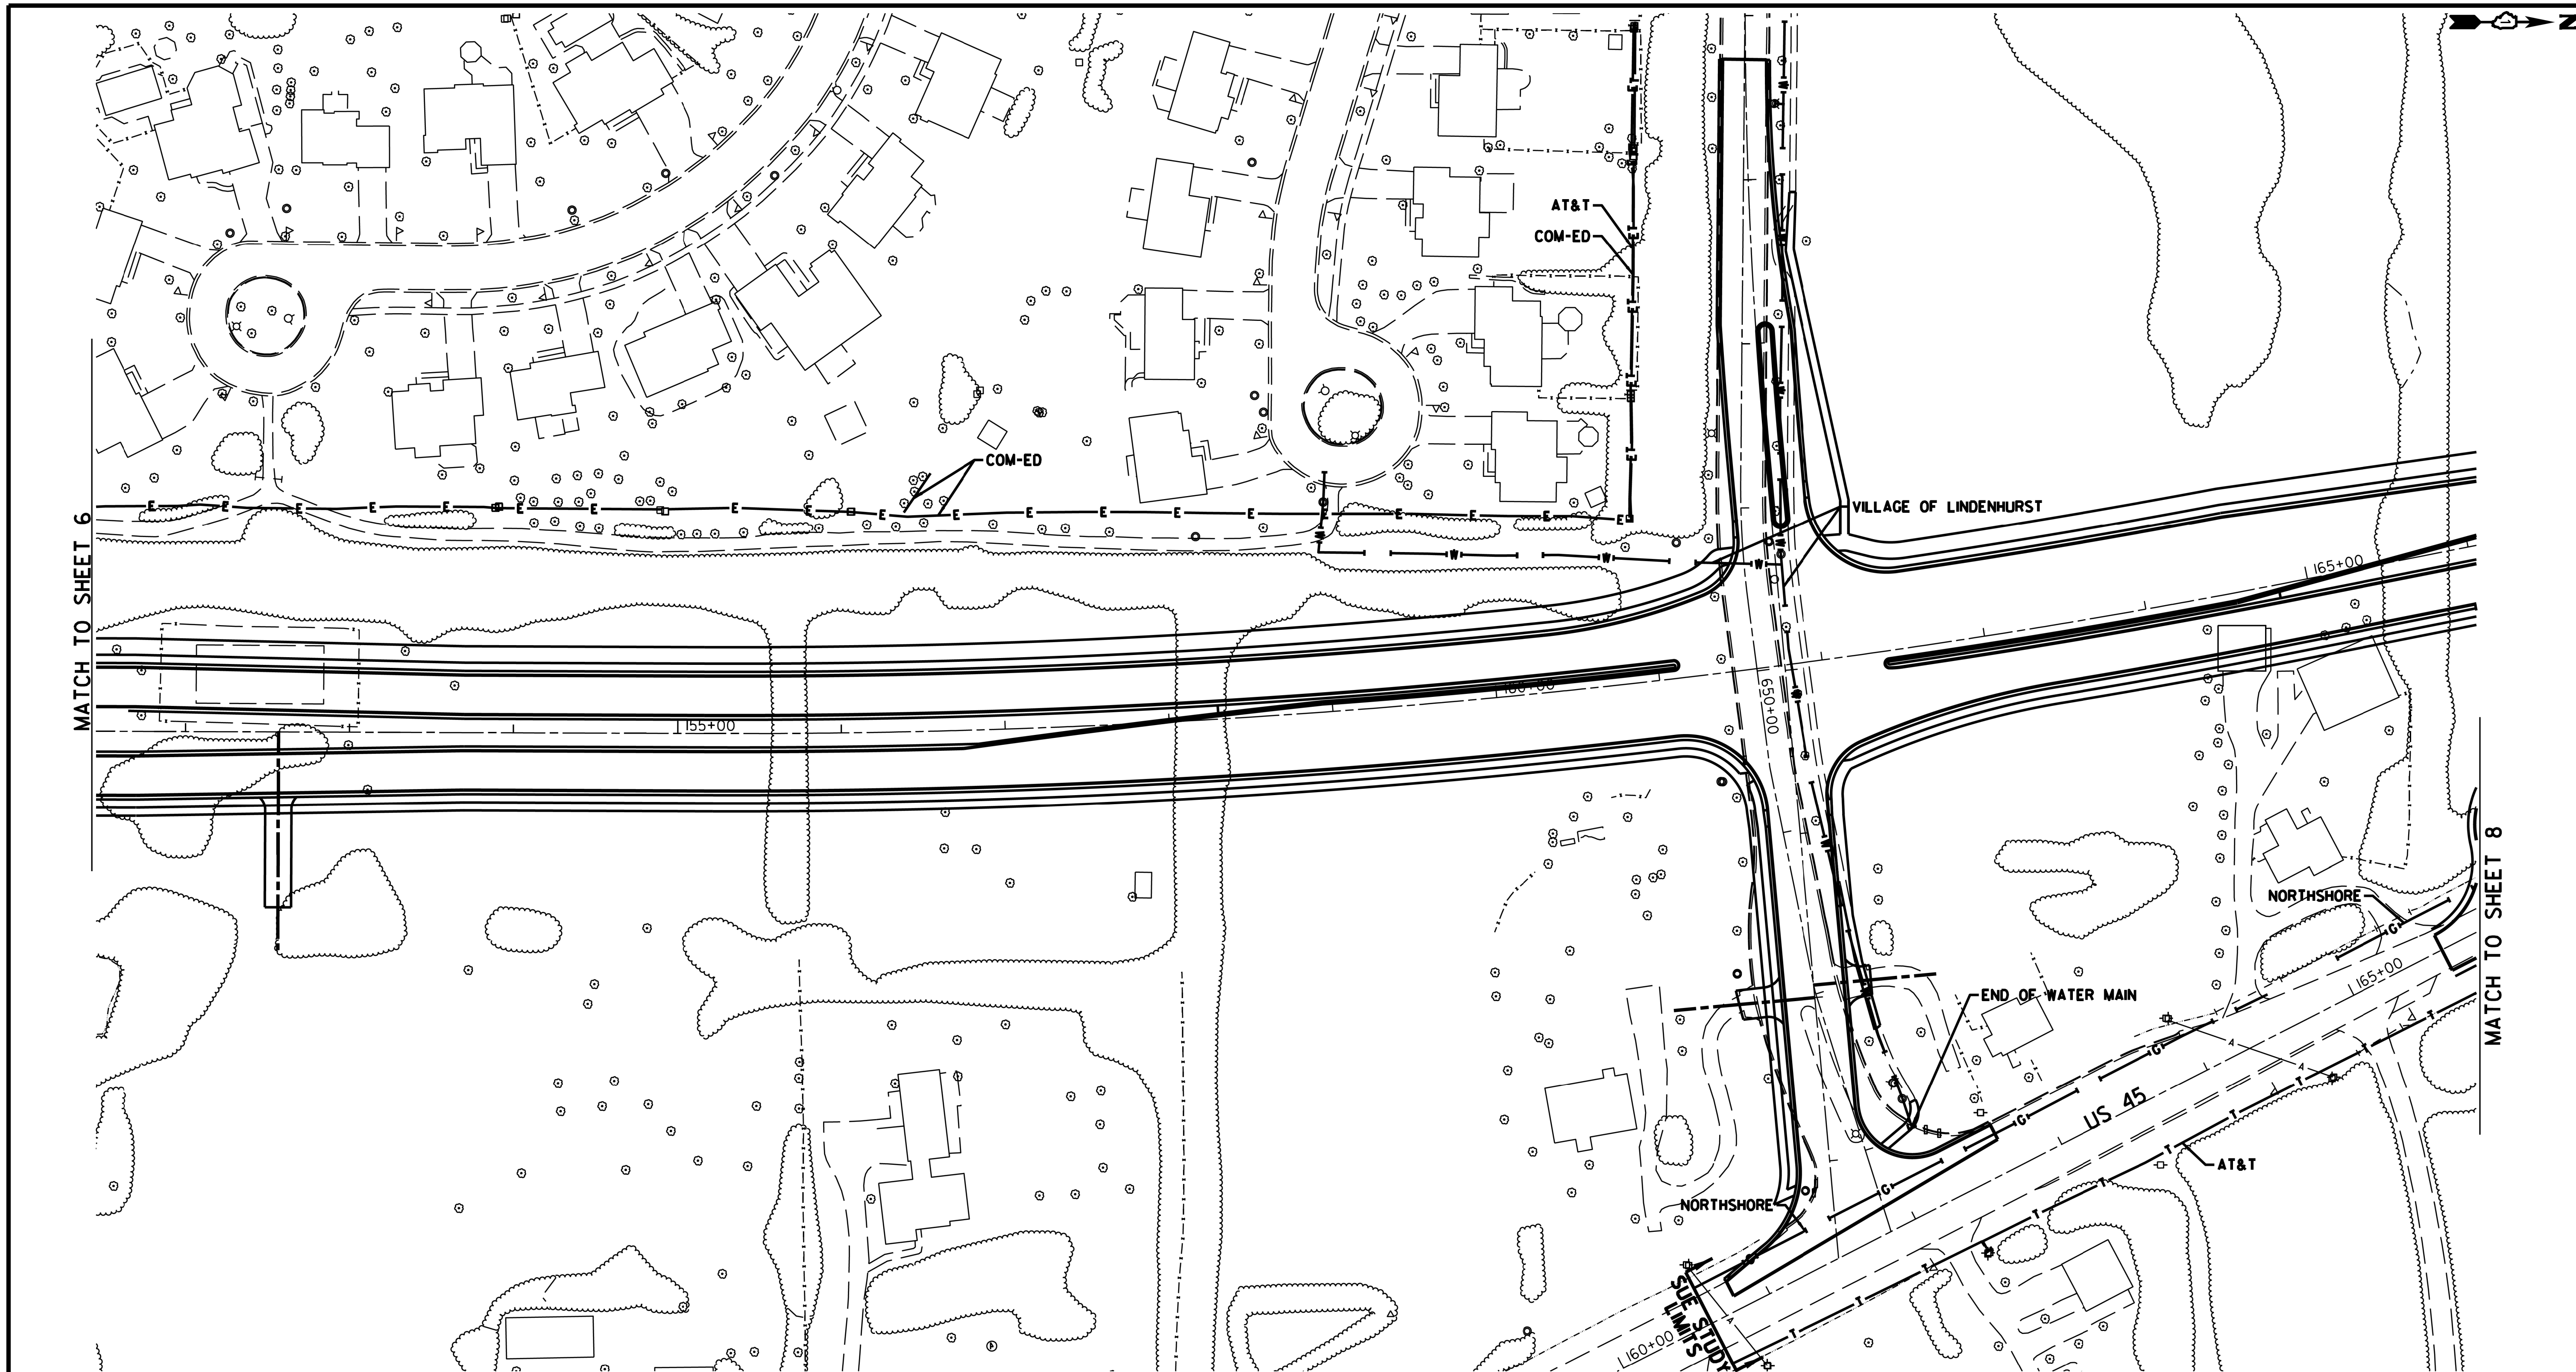 N
AT&T
COM-ED
COM-ED
VILLAGE OF LINDENHURST
MATCH TO SHEET 6
165+00
160+00
650+00
155+00
NORTHSHORE
MATCH TO SHEET 8
165+00
END OF WATER MAIN
US 45
AT&T
NORTHSHORE
SUE STUDY
LIMITS
160+00
E E E E E E E E E E E E E E E E E E E E E
E
E
E
E
E
E
W W W W
W
W
W
W
G G G G
T T T T T T T T T
4 4